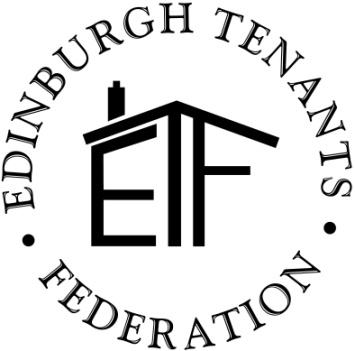 EDINBURGH TENANTS
ETF
FEDERATION